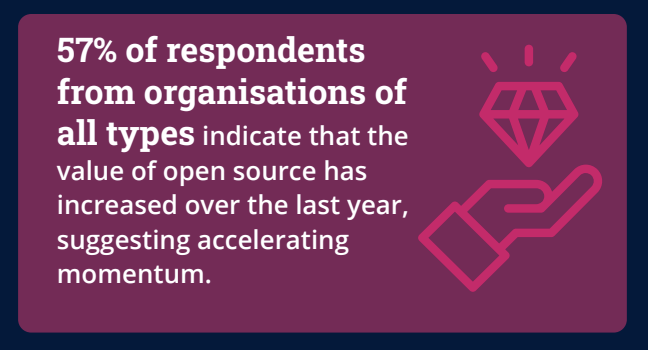 57% of respondents
from organisations of
all types indicate that the
value of open source has
increased over the last year,
suggesting accelerating
momentum.